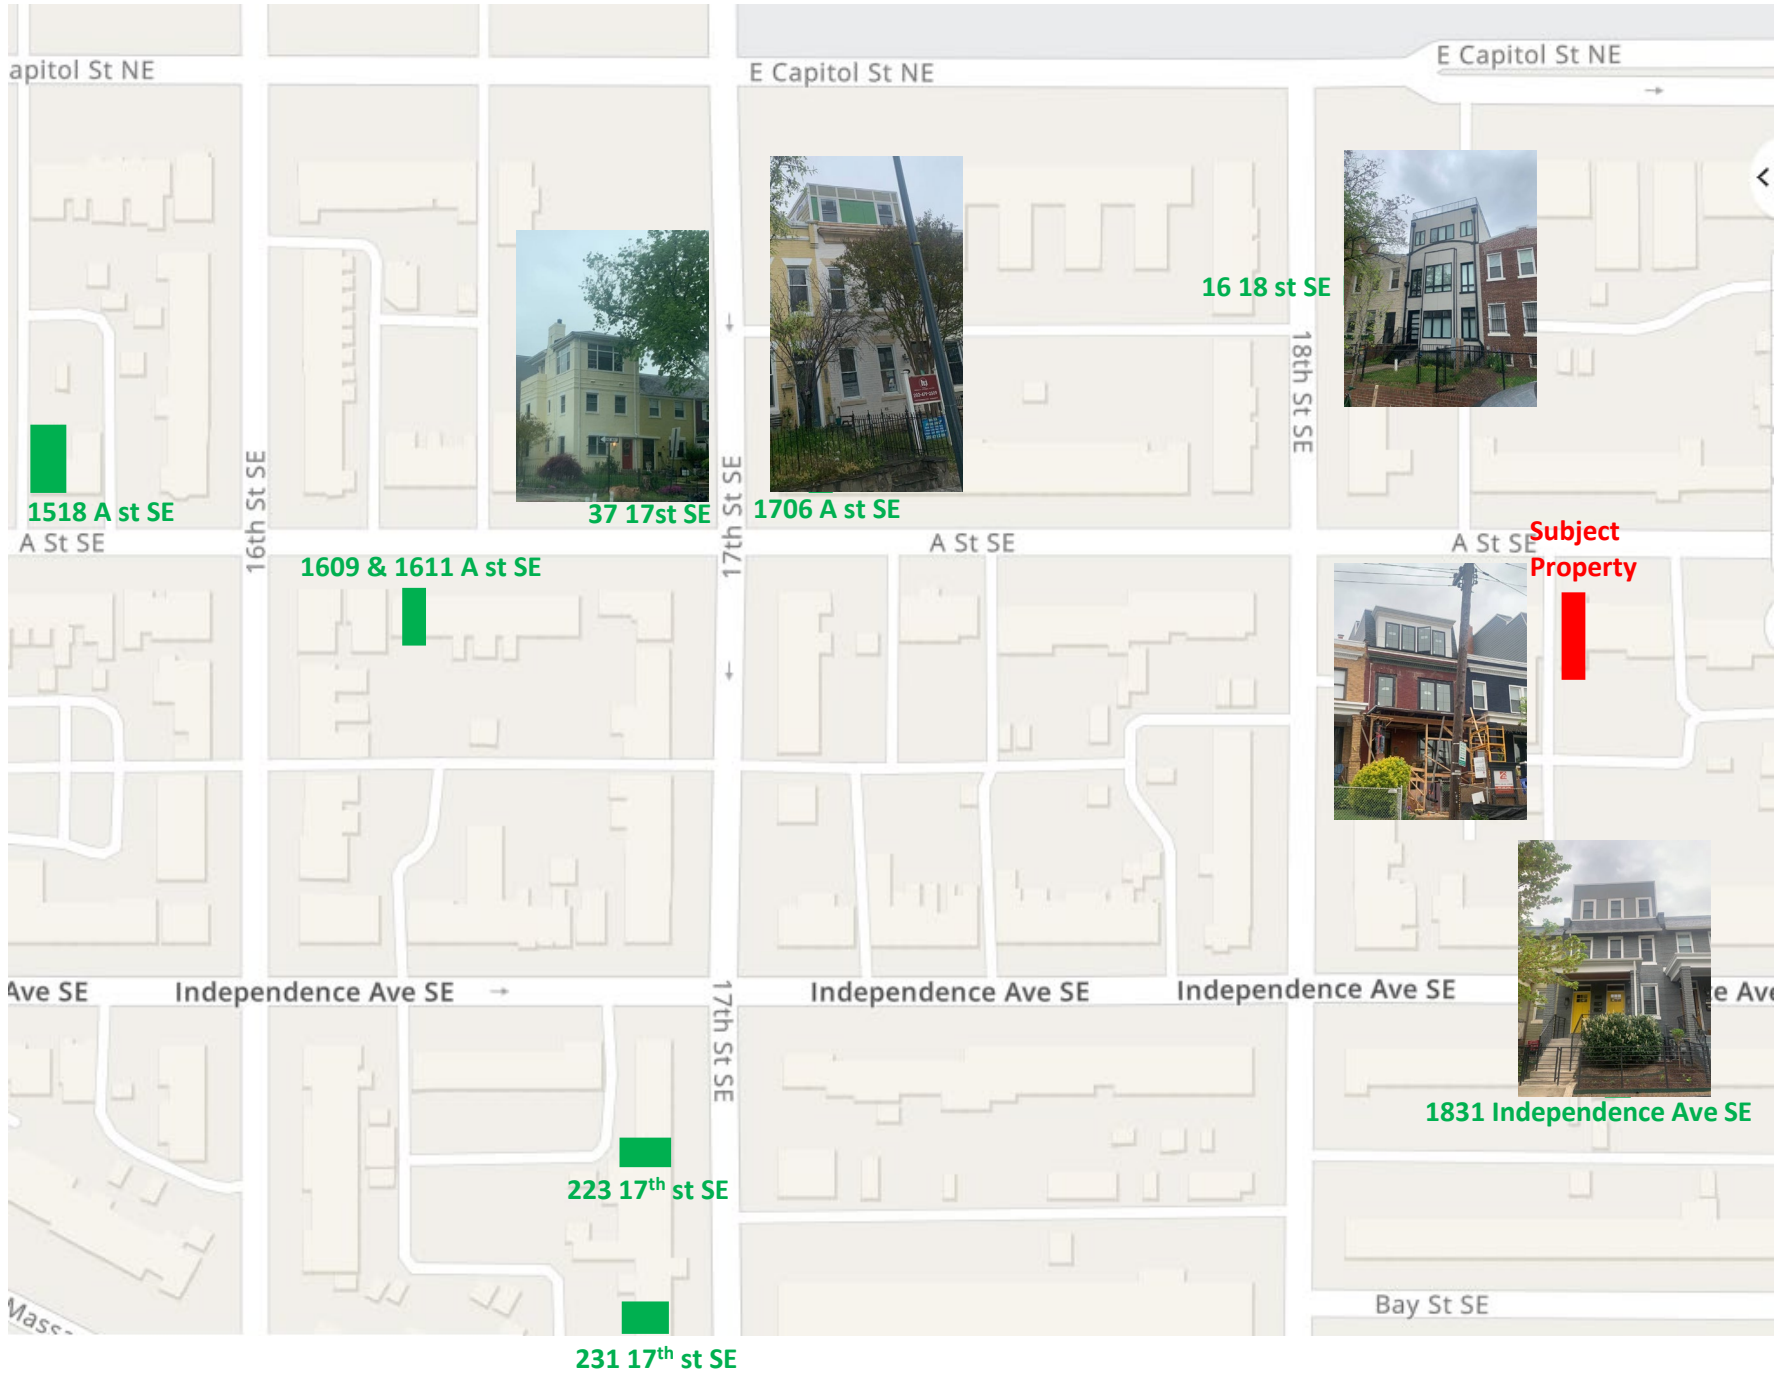 apitol St NE
E Capitol St NE
E Capitol St NE
16 18 st SE
18th St SE
1518 A st SE
16th St SE
37 17st SE
17th St SE
1706 A st SE
A St SE
A St SE
A St SE
Subject
Property
1609 & 1611 A st SE
Ave SE
Independence Ave SE
Independence Ave SE
Independence Ave SE
e Ave
17th St SE
1831 Independence Ave SE
223 17th st SE
Bay St SE
231 17th st SE